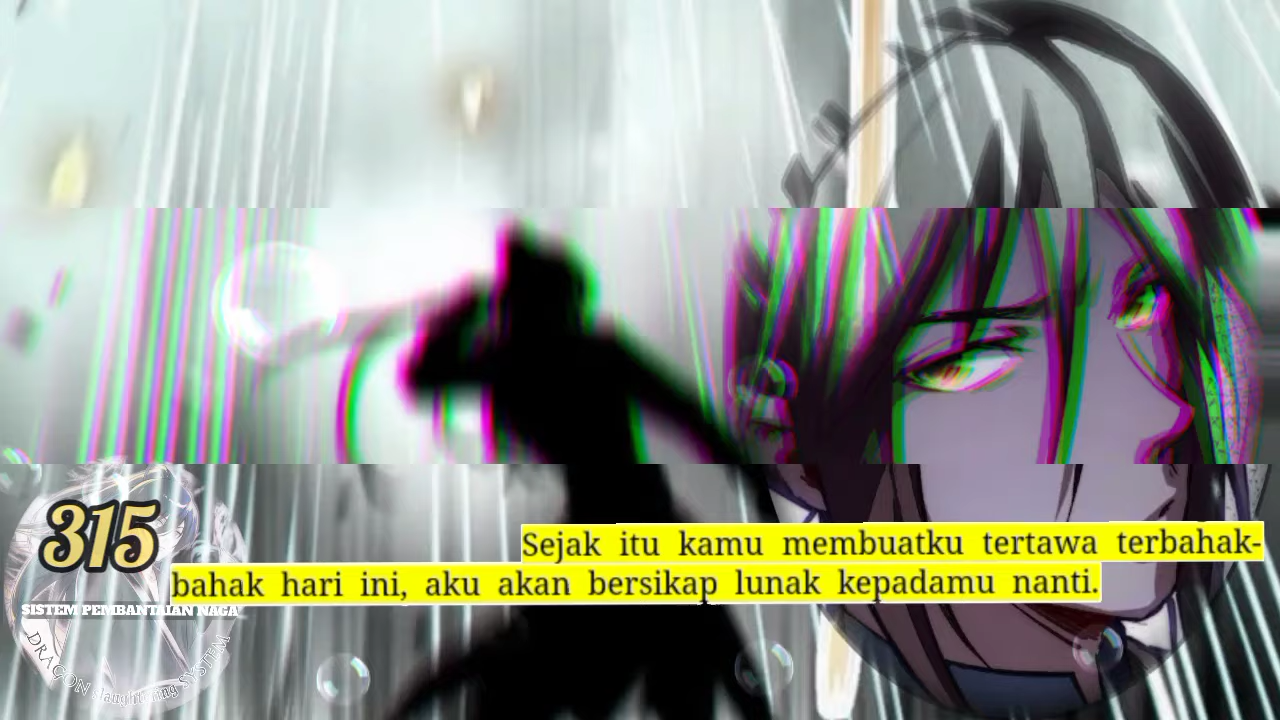 315
Sejak itu kamu membuatku tertawa terbahak-
bahak hari ini, aku akan bersikap lunak kepadamu nanti.
SISTEM PEMBANTAIAN NAGA
DRAGON slaughtering SYSTEM